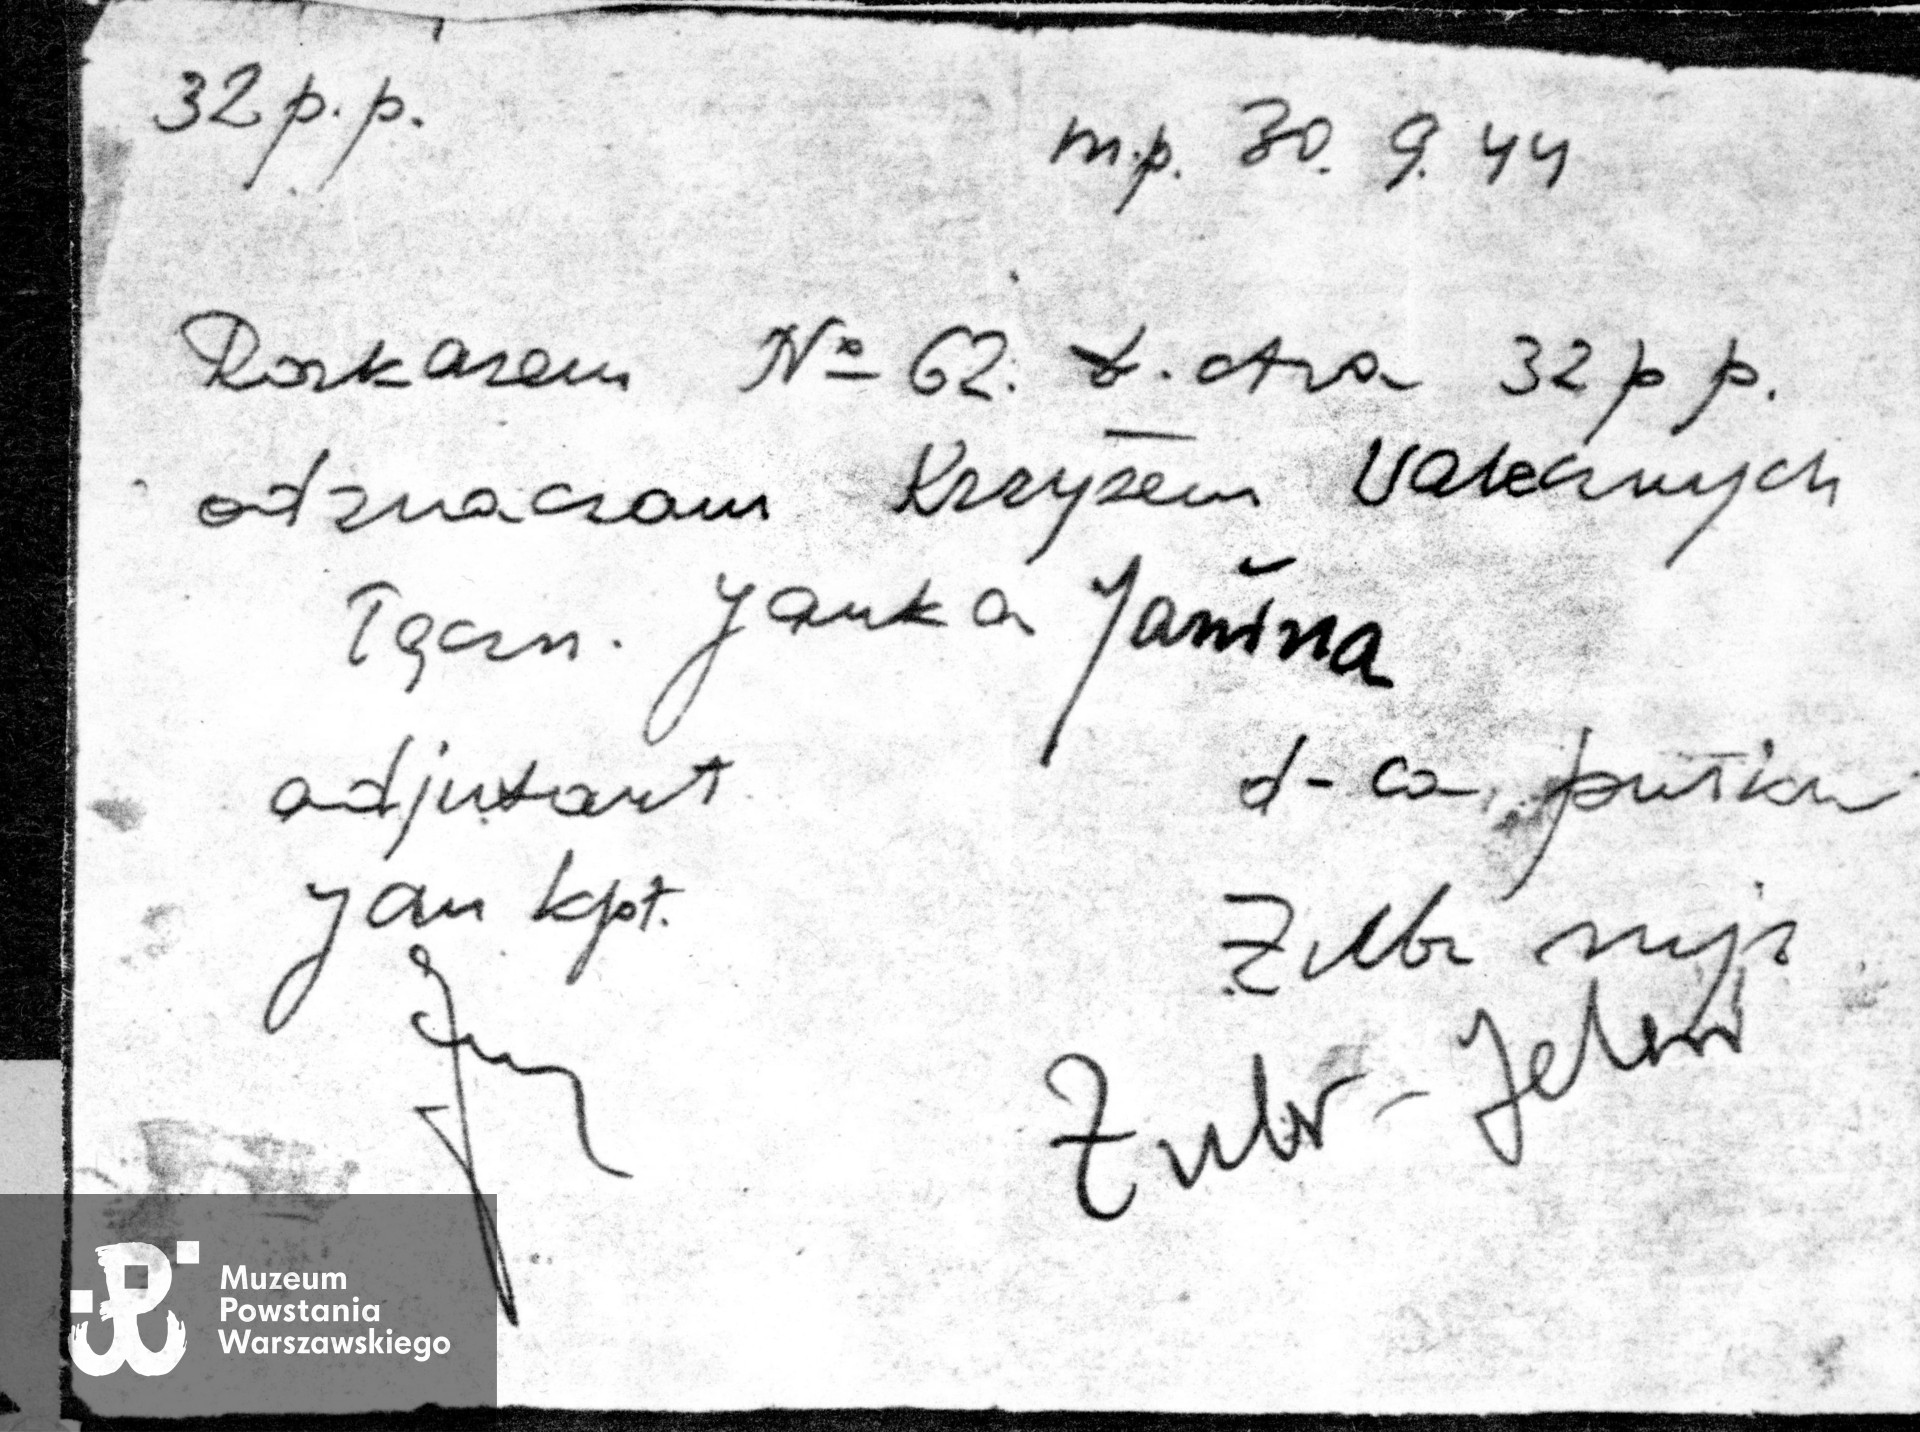 32 p.p.
m.p. 30. 9. 44
Rozkazem № 62. D-ctwa 32 p p.
odznaczam Krzyżem Walecznych
Łączn. Janka Janina
adjutant
d-ca pułku
Jan kpt.
Żubr mjr
Żubr - Jeleń
Muzeum
Powstania
Warszawskiego